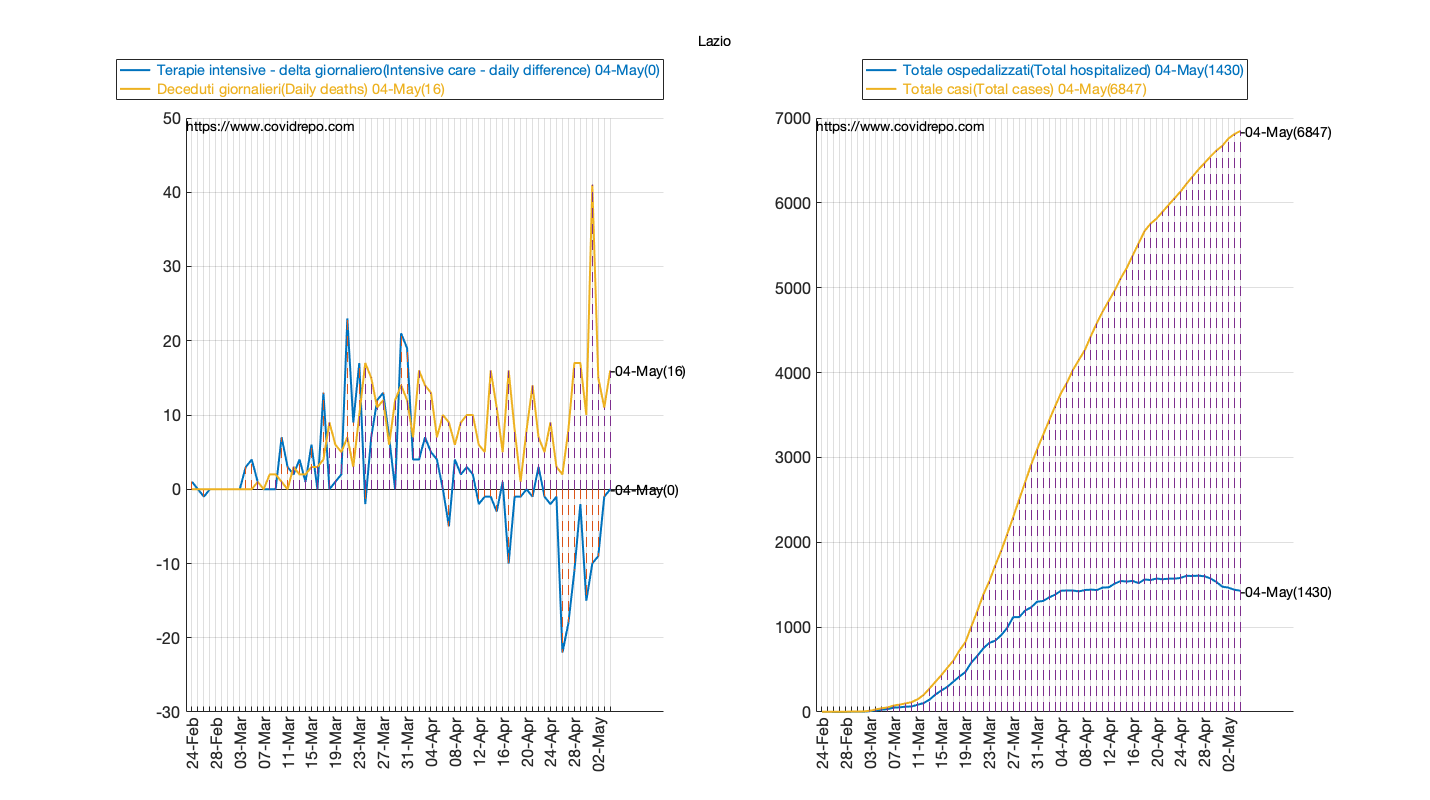 Lazio
Terapie intensive - delta giornaliero(Intensive care - daily difference) 04-May(0)
Deceduti giornalieri(Daily deaths) 04-May(16)
https://www.covidrepo.com
50
40
30
20
10
0
-10
-20
-30
04-May(16)
04-May(0)
24-Feb
28-Feb
03-Mar
07-Mar
11-Mar
15-Mar
19-Mar
23-Mar
27-Mar
31-Mar
04-Apr
08-Apr
12-Apr
16-Apr
20-Apr
24-Apr
28-Apr
02-May
Totale ospedalizzati(Total hospitalized) 04-May(1430)
Totale casi(Total cases) 04-May(6847)
https://www.covidrepo.com
7000
6000
5000
4000
3000
2000
1000
0
04-May(6847)
04-May(1430)
24-Feb
28-Feb
03-Mar
07-Mar
11-Mar
15-Mar
19-Mar
23-Mar
27-Mar
31-Mar
04-Apr
08-Apr
12-Apr
16-Apr
20-Apr
24-Apr
28-Apr
02-May